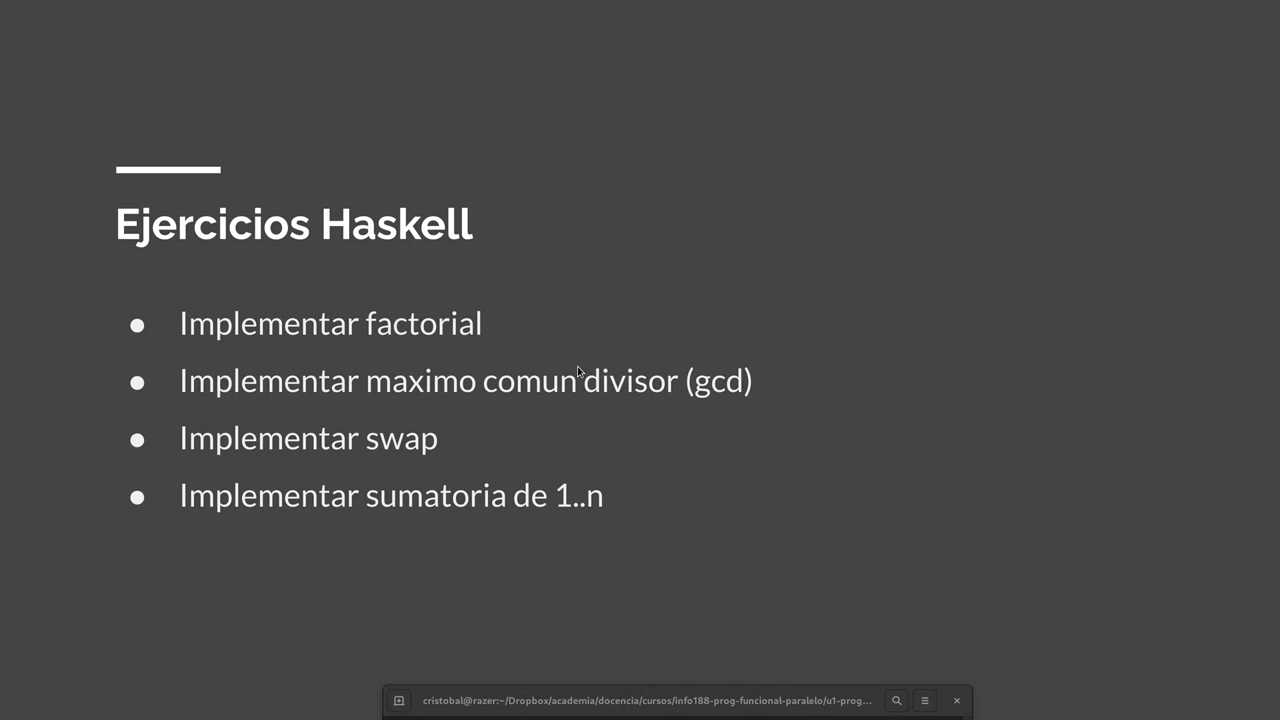 Ejercicios Haskell
● Implementar factorial
● Implementar maximo comun divisor (gcd)
● Implementar swap
● Implementar sumatoria de 1..n
cristobal@razer:~/Dropbox/academia/docencia/cursos/info188-prog-funcional-paralelo/u1-prog...